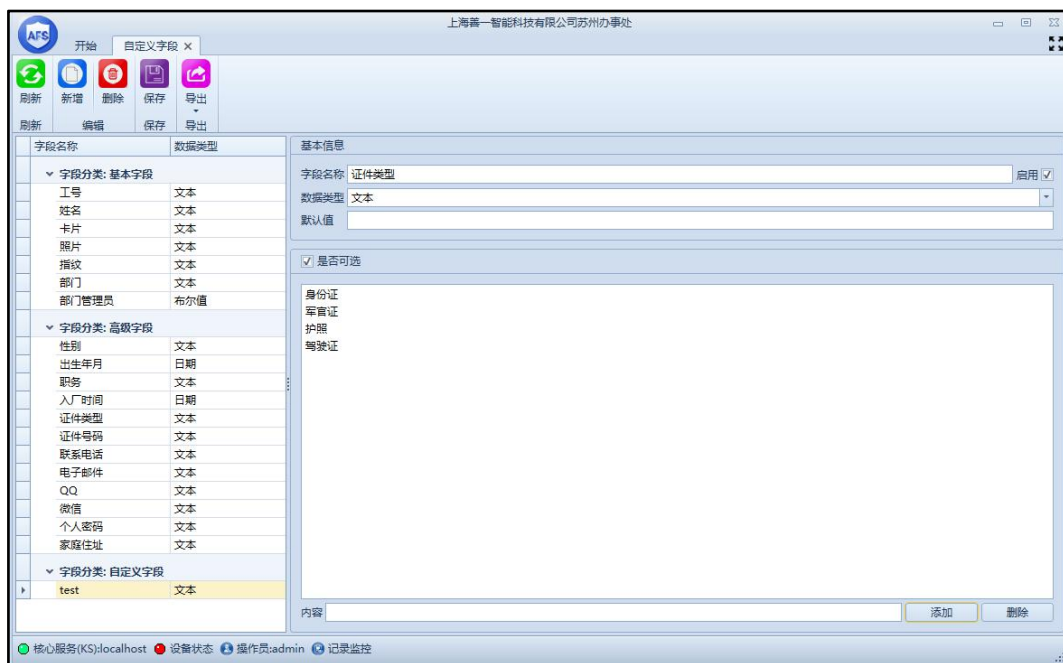 上海善一智能科技有限公司苏州办事处
AFS
开始 自定义字段
刷新 新增 删除 保存 导出
刷新 编辑 保存 导出
字段名称 数据类型
字段分类: 基本字段
工号 文本
姓名 文本
卡片 文本
照片 文本
指纹 文本
部门 文本
部门管理员 布尔值
字段分类: 高级字段
性别 文本
出生年月 日期
职务 文本
入厂时间 日期
证件类型 文本
证件号码 文本
联系电话 文本
电子邮件 文本
QQ 文本
微信 文本
个人密码 文本
家庭住址 文本
字段分类: 自定义字段
test 文本
基本信息
字段名称 证件类型 启用
数据类型 文本
默认值
是否可选
身份证
军官证
护照
驾驶证
内容 添加 删除
核心服务(KS):localhost 设备状态 操作员:admin 记录监控